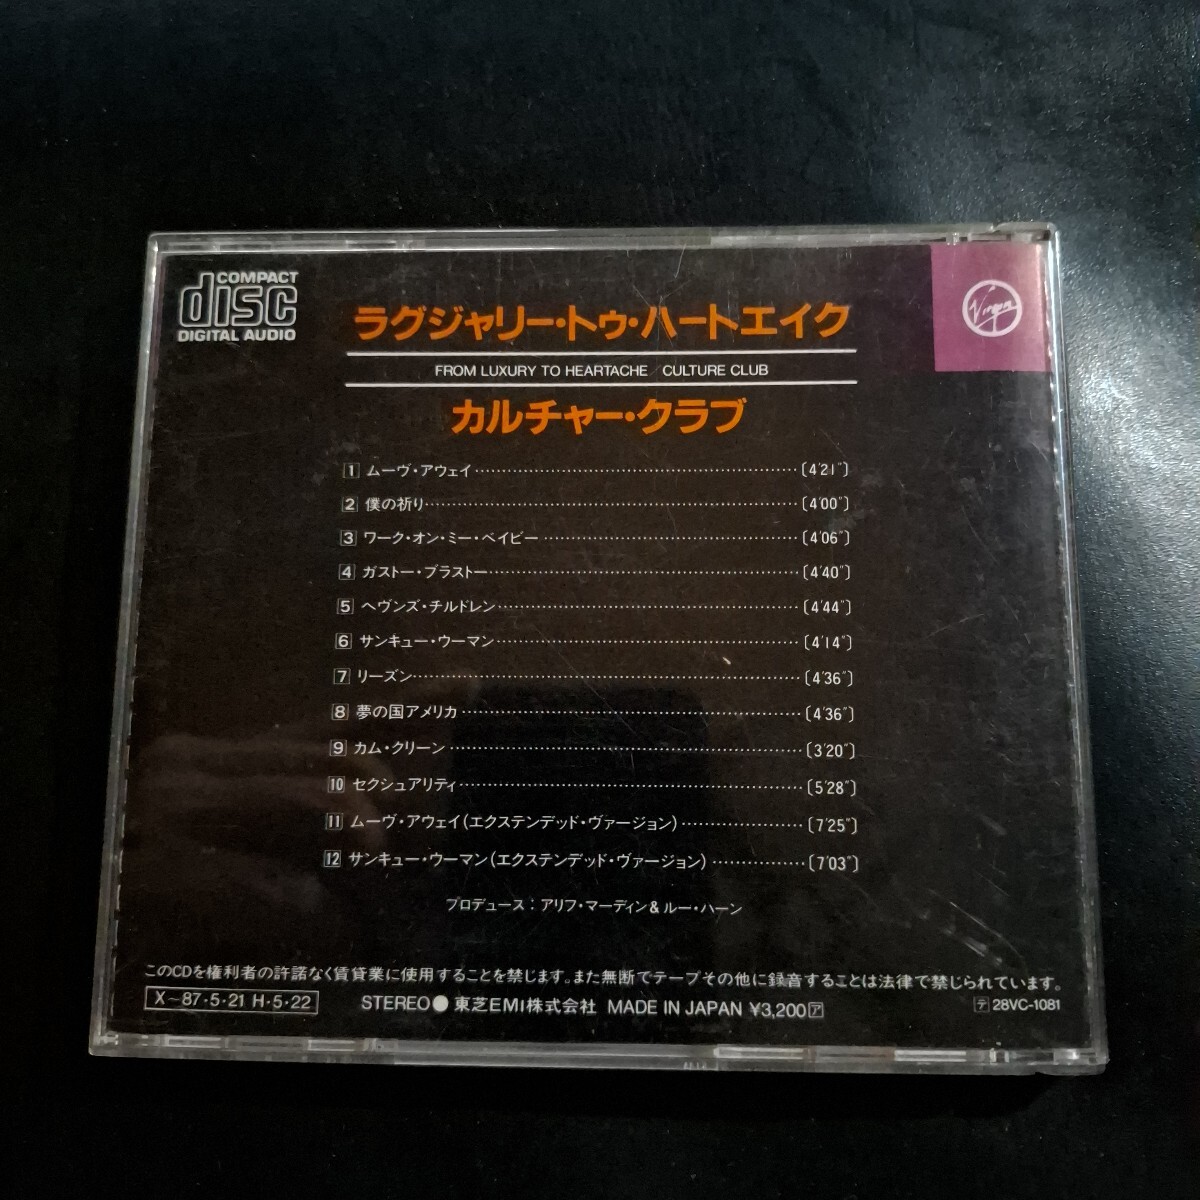 COMPACT
disc
DIGITAL AUDIO
Virgin
ラグジャリー・トゥ・ハートエイク
FROM LUXURY TO HEARTACHE／CULTURE CLUB
カルチャー・クラブ
1 ムーヴ・アウェイ〔4′21″〕
2 僕の祈り〔4′00″〕
3 ワーク・オン・ミー・ベイビー〔4′06″〕
4 ガストー・ブラストー〔4′40″〕
5 ヘヴンズ・チルドレン〔4′44″〕
6 サンキュー・ウーマン〔4′14″〕
7 リーズン〔4′36″〕
8 夢の国アメリカ〔4′36″〕
9 カム・クリーン〔3′20″〕
10 セクシュアリティ〔5′28″〕
11 ムーヴ・アウェイ(エクステンデッド・ヴァージョン)〔7′25″〕
12 サンキュー・ウーマン(エクステンデッド・ヴァージョン)〔7′03″〕
プロデュース：アリフ・マーディン&ルー・ハーン
このCDを権利者の許諾なく賃貸業に使用することを禁じます。また無断でテープその他に録音することは法律で禁じられています。
X-87・5・21 H・5・22 STEREO● 東芝EMI株式会社 MADE IN JAPAN ¥3,200ア テ 28VC-1081